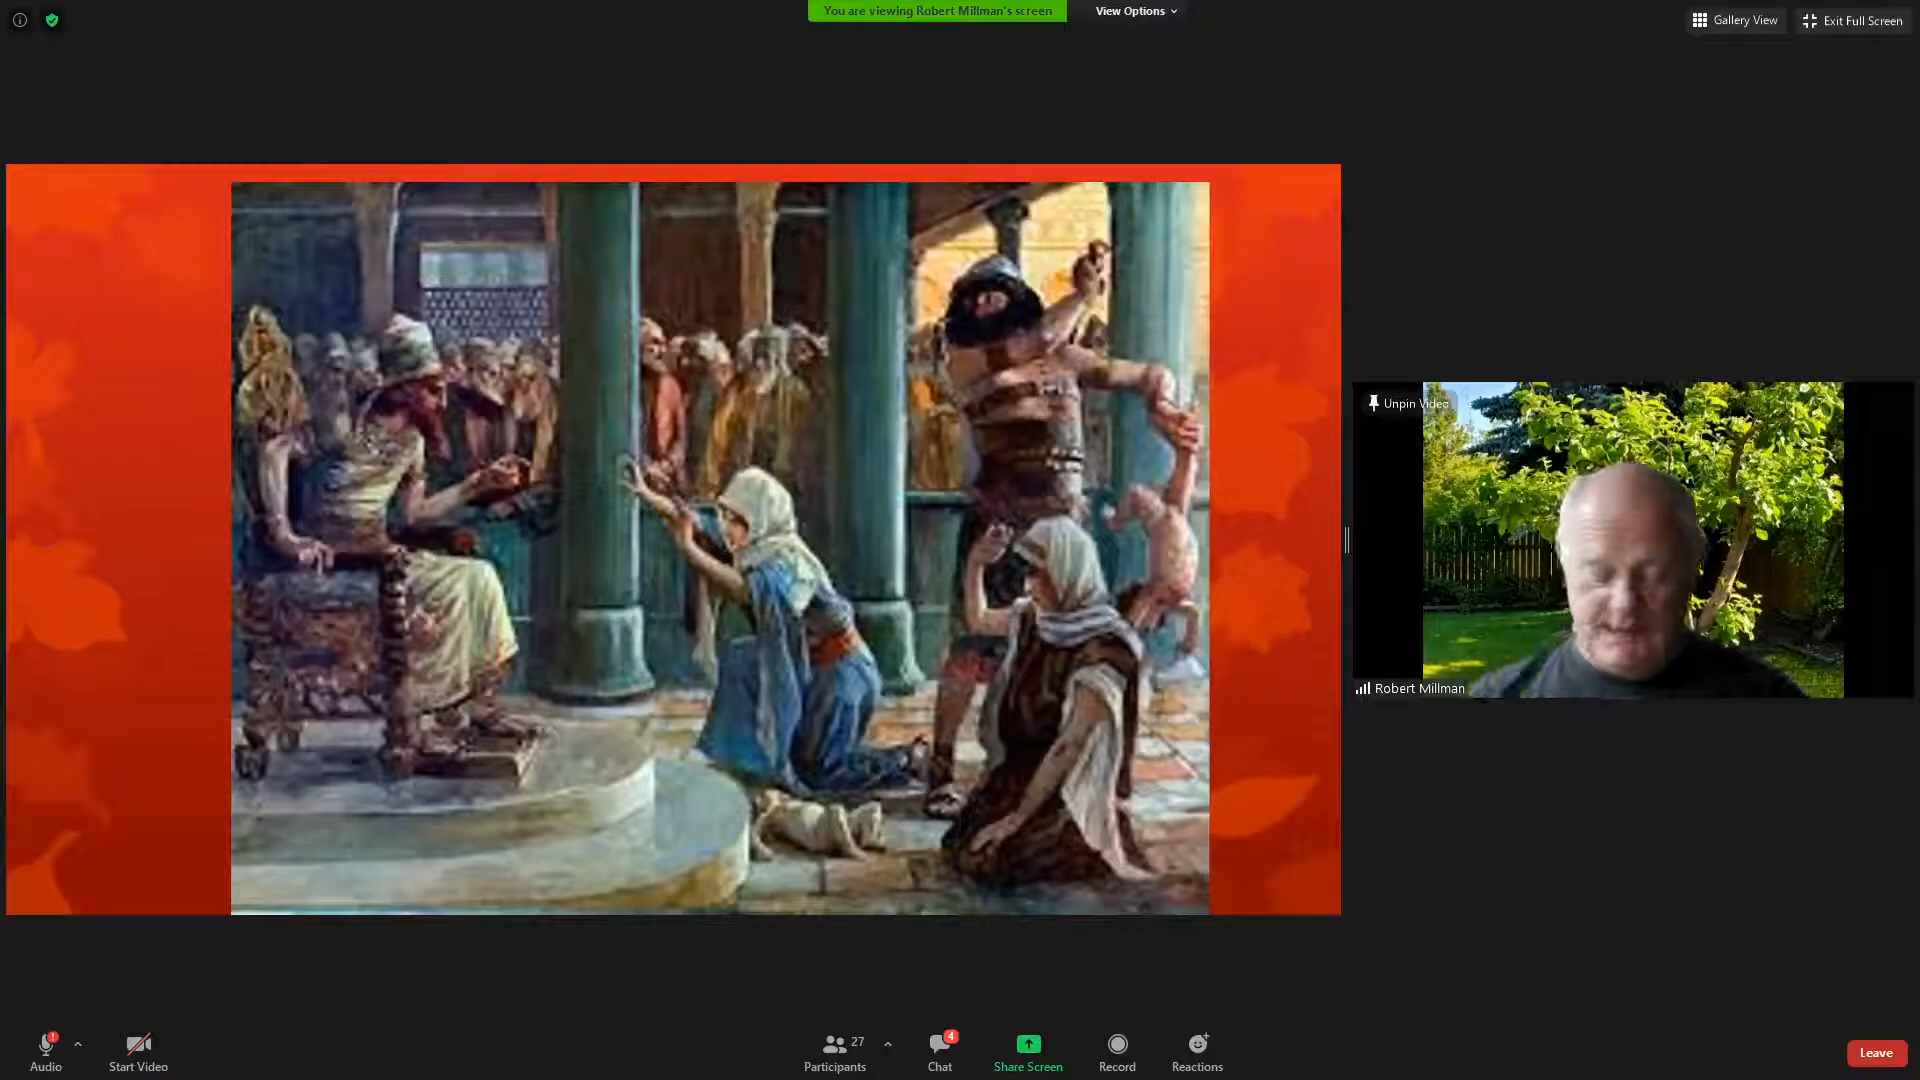 You are viewing Robert Millman's screen
View Options
Gallery View
Exit Full Screen
Unpin Video
Robert Millman
Audio
Start Video
27
Participants
4
Chat
Share Screen
Record
Reactions
Leave